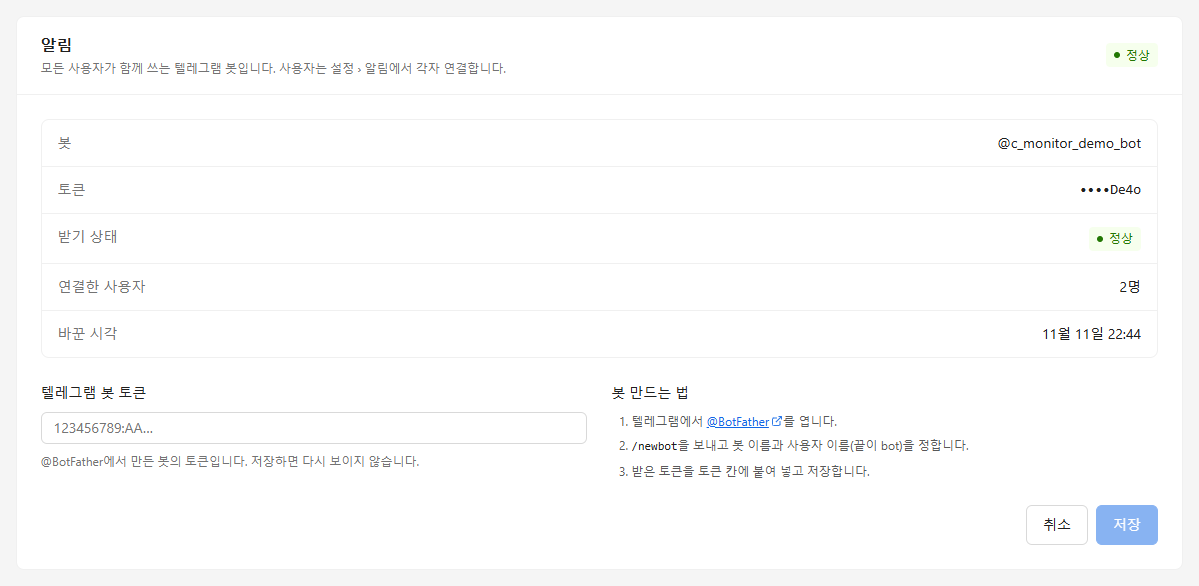 알림
모든 사용자가 함께 쓰는 텔레그램 봇입니다. 사용자는 설정 › 알림에서 각자 연결합니다.
정상
봇 @c_monitor_demo_bot
토큰 ••••De4o
받기 상태 정상
연결한 사용자 2명
바꾼 시각 11월 11일 22:44
텔레그램 봇 토큰
123456789:AA...
@BotFather에서 만든 봇의 토큰입니다. 저장하면 다시 보이지 않습니다.
봇 만드는 법
1. 텔레그램에서 @BotFather를 엽니다.
2. /newbot을 보내고 봇 이름과 사용자 이름(끝이 bot)을 정합니다.
3. 받은 토큰을 토큰 칸에 붙여 넣고 저장합니다.
취소 저장